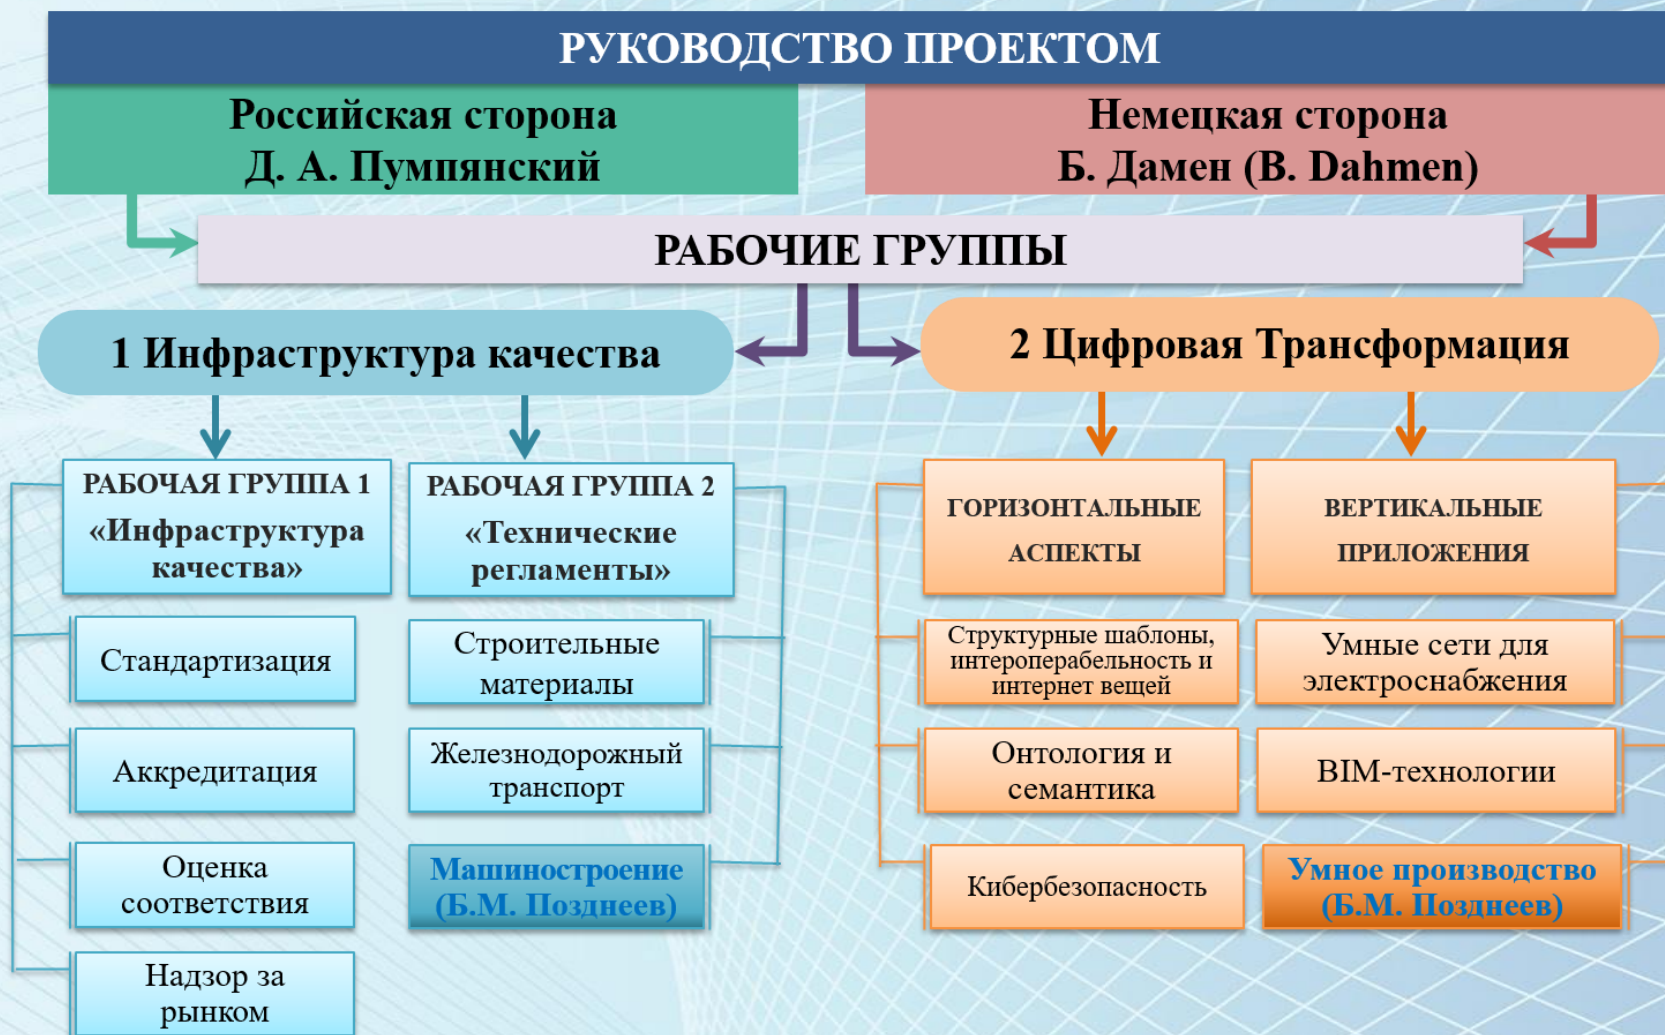 РУКОВОДСТВО ПРОЕКТОМ
Российская сторона
Д. А. Пумпянский
Немецкая сторона
Б. Дамен (B. Dahmen)
РАБОЧИЕ ГРУППЫ
1 Инфраструктура качества
2 Цифровая Трансформация
РАБОЧАЯ ГРУППА 1
«Инфраструктура
качества»
Стандартизация
Аккредитация
Оценка
соответствия
Надзор за
рынком
РАБОЧАЯ ГРУППА 2
«Технические
регламенты»
Строительные
материалы
Железнодорожный
транспорт
Машиностроение
(Б.М. Позднеев)
ГОРИЗОНТАЛЬНЫЕ
АСПЕКТЫ
Структурные шаблоны,
интероперабельность и
интернет вещей
Онтология и
семантика
Кибербезопасность
ВЕРТИКАЛЬНЫЕ
ПРИЛОЖЕНИЯ
Умные сети для
электроснабжения
BIM-технологии
Умное производство
(Б.М. Позднеев)